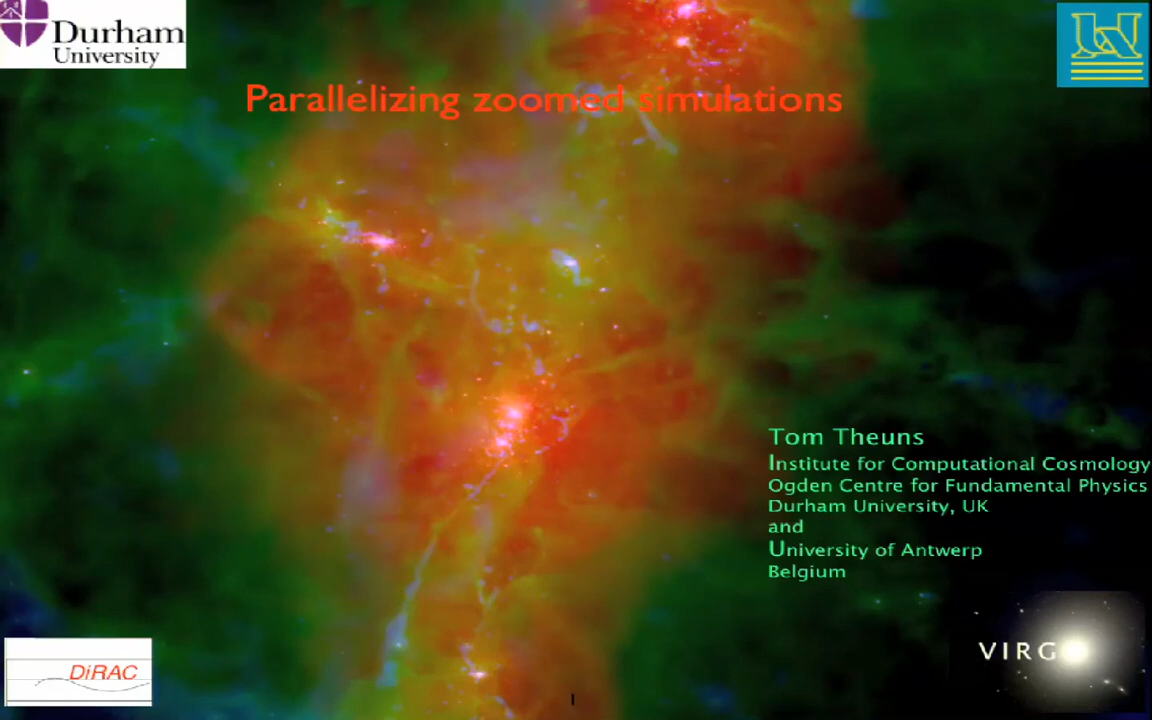 Durham
University
Parallelizing zoomed simulations
Tom Theuns
Institute for Computational Cosmology
Ogden Centre for Fundamental Physics
Durham University, UK
and
University of Antwerp
Belgium
DiRAC
VIRGO
1